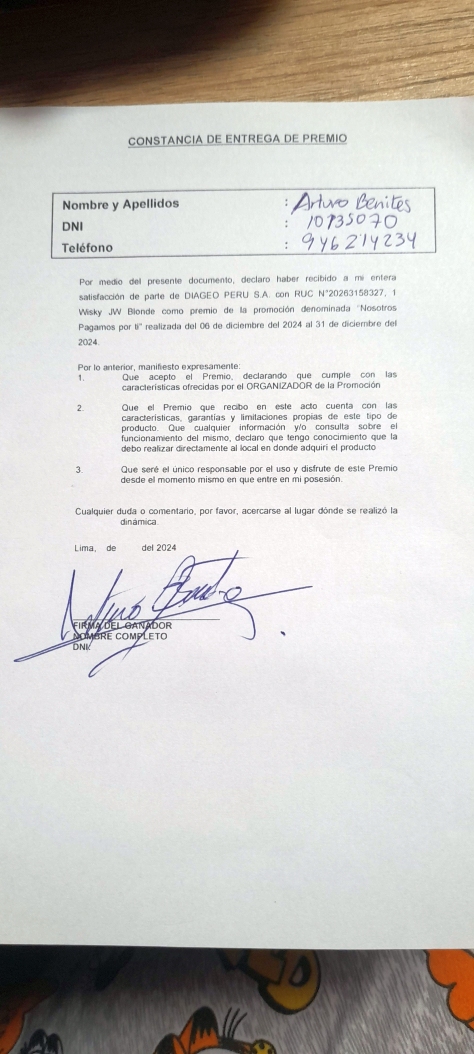 CONSTANCIA DE ENTREGA DE PREMIO
Nombre y Apellidos : Arturo Benites
DNI : 10735070
Teléfono : 946214234
Por medio del presente documento, declaro haber recibido a mi entera
satisfacción de parte de DIAGEO PERU S.A. con RUC N°20263158327, 1
Wisky JW Blonde como premio de la promoción denominada "Nosotros
Pagamos por ti" realizada del 06 de diciembre del 2024 al 31 de diciembre del
2024.
Por lo anterior, manifiesto expresamente:
1. Que acepto el Premio, declarando que cumple con las
características ofrecidas por el ORGANIZADOR de la Promoción
2. Que el Premio que recibo en este acto cuenta con las
características, garantías y limitaciones propias de este tipo de
producto. Que cualquier información y/o consulta sobre el
funcionamiento del mismo, declaro que tengo conocimiento que la
debo realizar directamente al local en donde adquirí el producto
3. Que seré el único responsable por el uso y disfrute de este Premio
desde el momento mismo en que entre en mi posesión.
Cualquier duda o comentario, por favor, acercarse al lugar dónde se realizó la
dinámica.
Lima, de del 2024
FIRMA DEL GANADOR
NOMBRE COMPLETO
DNI: